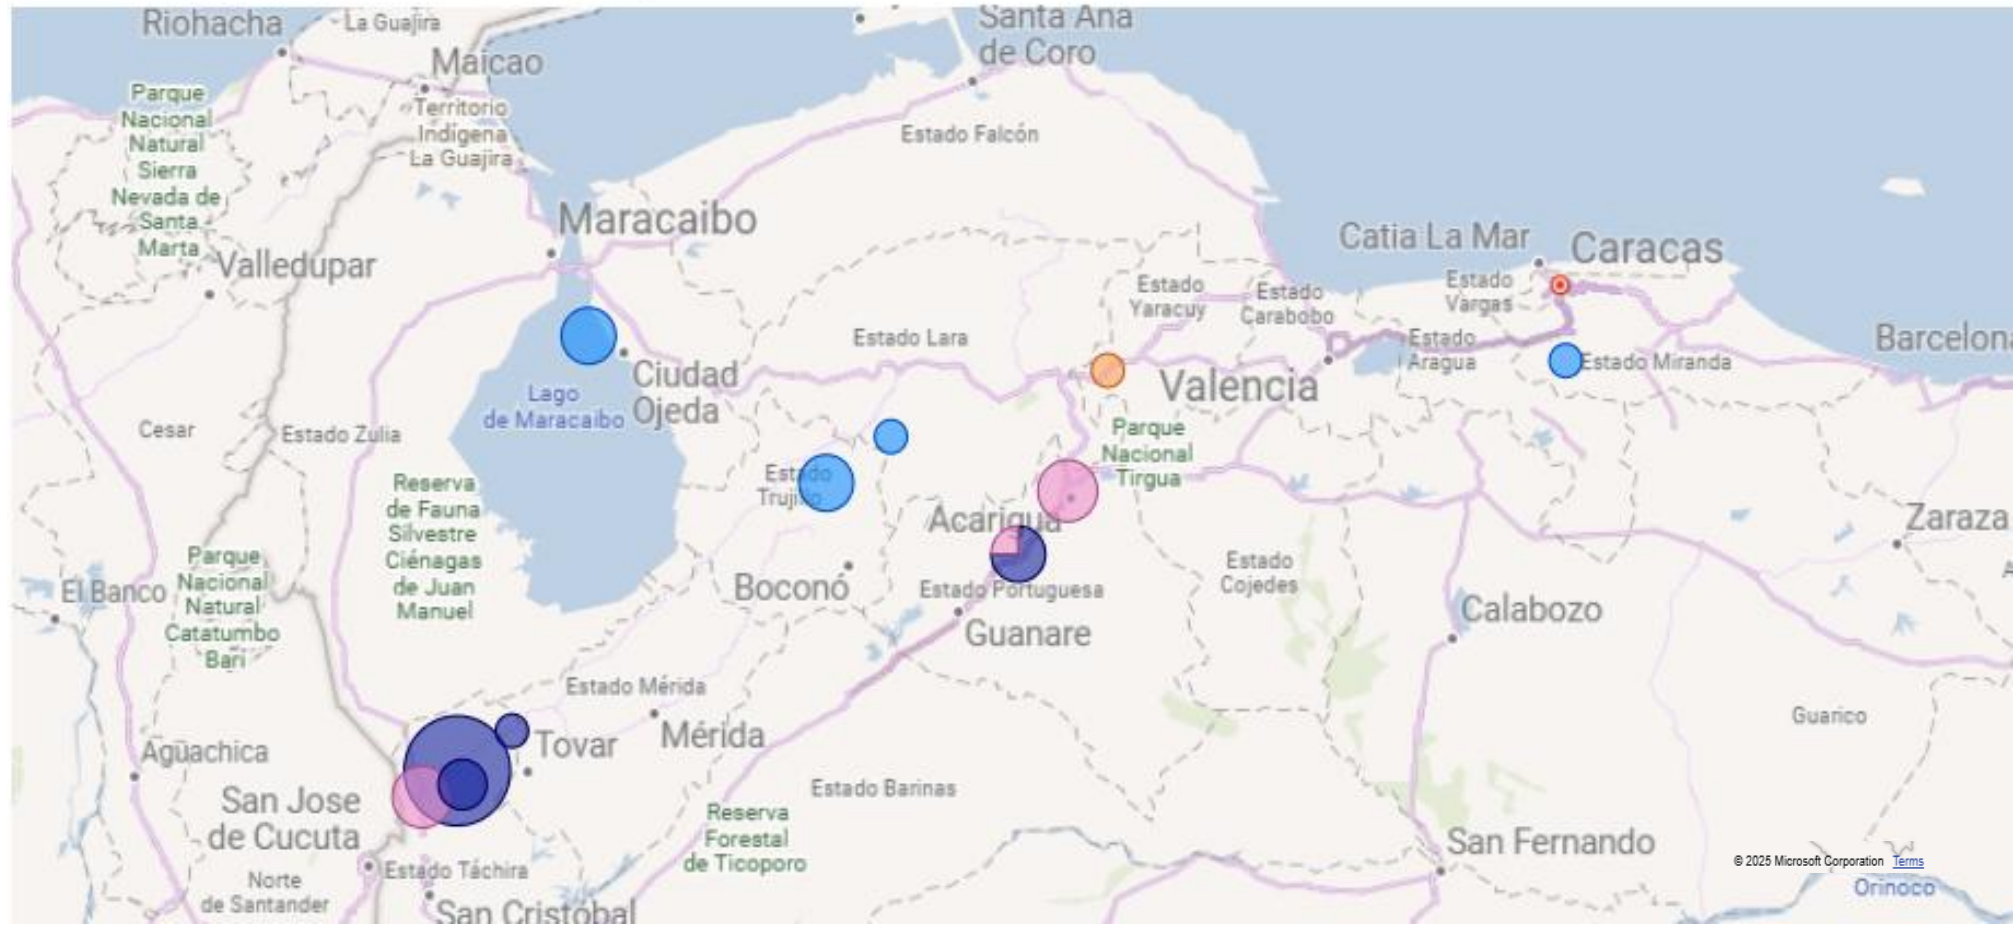 Riohacha
La Guajira
Santa Ana
de Coro
Maicao
Parque
Nacional
Natural
Sierra
Nevada de
Santa
Marta
Territorio
Indígena
La Guajira
Estado Falcón
Maracaibo
Valledupar
Catia La Mar
Caracas
Estado
Vargas
Estado
Yaracuy
Estado
Carabobo
Estado Lara
Estado
Aragua
Estado Miranda
Barcelona
Ciudad
Ojeda
Lago
de Maracaibo
Valencia
Cesar
Estado Zulia
Parque
Nacional
Tirgua
Estado
Trujillo
Reserva
de Fauna
Silvestre
Ciénagas
de Juan
Manuel
Acarigua
Zaraza
Parque
Nacional
Natural
Catatumbo
Bari
El Banco
Boconó
Estado Portuguesa
Estado
Cojedes
Calabozo
Guanare
Estado Mérida
Guarico
Aguachica
Tovar
Mérida
San Jose
de Cucuta
Estado Barinas
Reserva
Forestal
de Ticoporo
San Fernando
© 2025 Microsoft Corporation Terms
Orinoco
Norte
de Santander
Estado Táchira
San Cristóbal